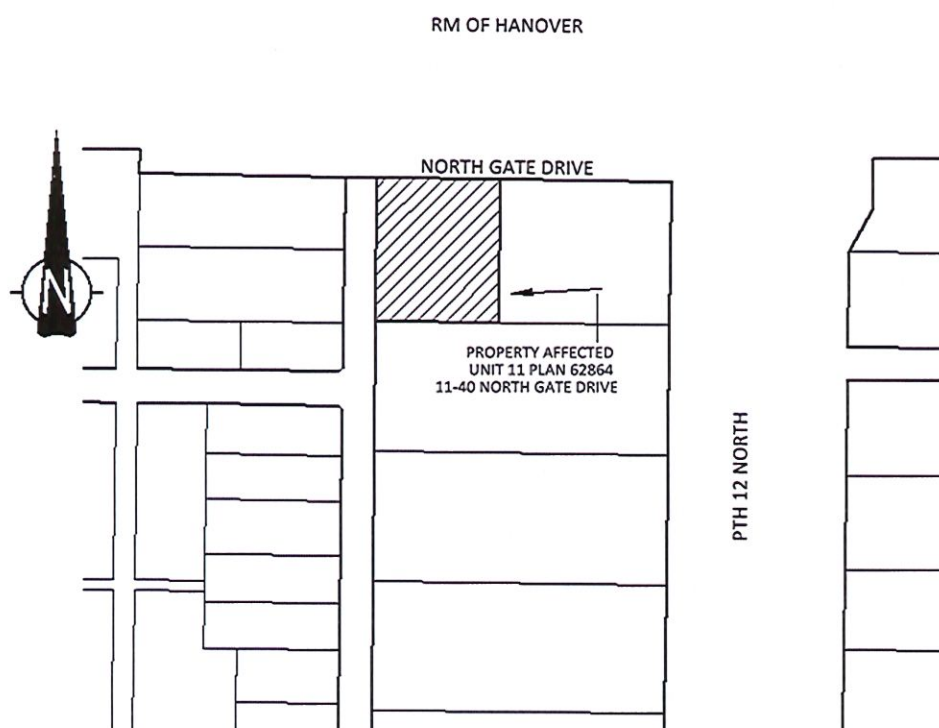 RM OF HANOVER
NORTH GATE DRIVE
N
PROPERTY AFFECTED
UNIT 11 PLAN 62864
11-40 NORTH GATE DRIVE
PTH 12 NORTH